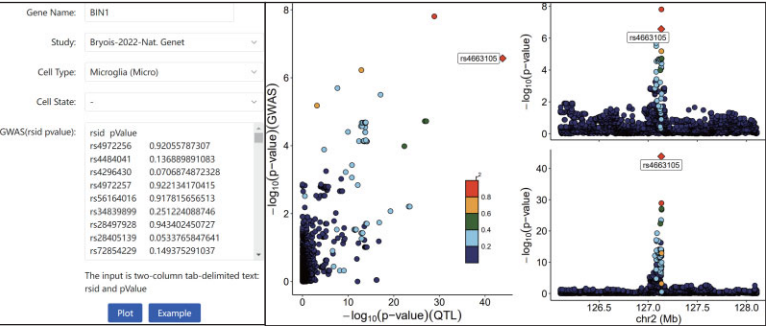 Gene Name: BIN1
Study: Bryois-2022-Nat. Genet
Cell Type: Microglia (Micro)
Cell State: -
GWAS(rsid pvalue):
rsid pValue
rs4972256 0.92055787307
rs4484041 0.136889891083
rs4296430 0.0706874872328
rs4972257 0.922134170415
rs56164016 0.917815656513
rs34839899 0.251224088746
rs28497928 0.943402450727
rs28405139 0.0533765847641
rs72854229 0.149375291037
The input is two-column tab-delimited text:
rsid and pValue
Plot Example
−log10(p−value)(GWAS)
8
6
4
2
0
rs4663105
r2
0.8
0.6
0.4
0.2
0 10 20 30 40
−log10(p−value)(QTL)
−log10(p−value)
8
6
4
2
0
rs4663105
−log10(p−value)
40
30
20
10
0
rs4663105
126.5 127.0 127.5 128.0
chr2 (Mb)